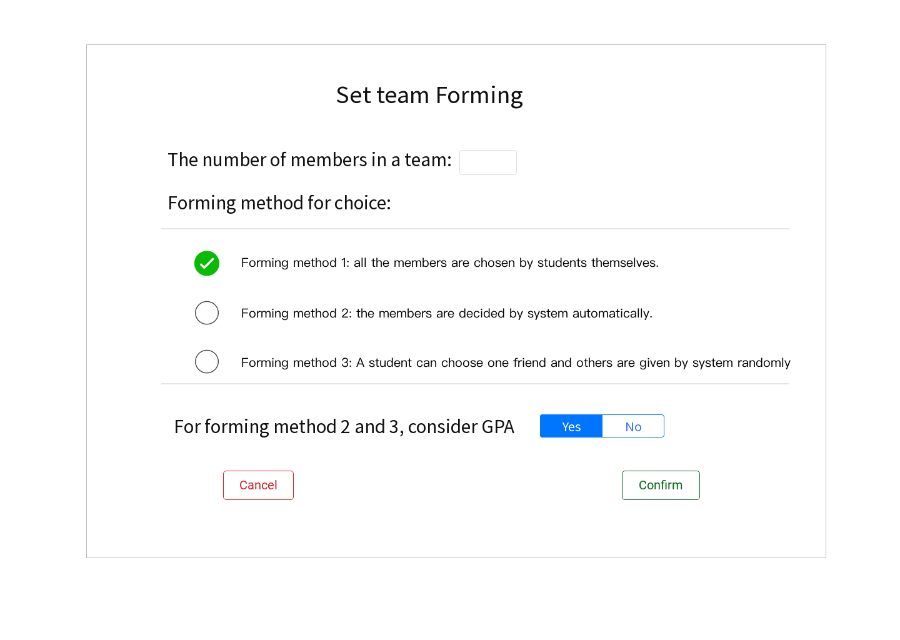 Set team Forming
The number of members in a team:
Forming method for choice:
Forming method 1: all the members are chosen by students themselves.
Forming method 2: the members are decided by system automatically.
Forming method 3: A student can choose one friend and others are given by system randomly
For forming method 2 and 3, consider GPA Yes No
Cancel Confirm